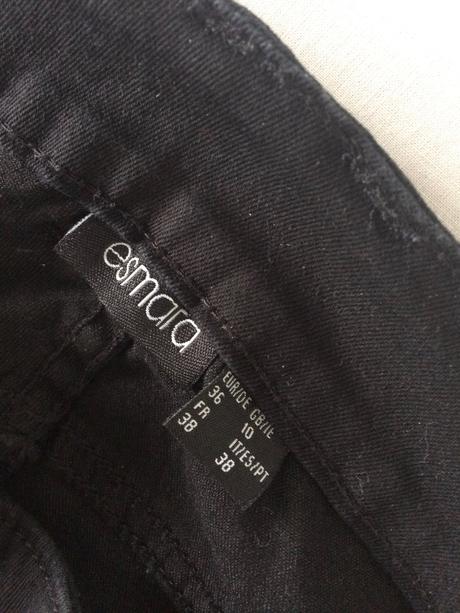 esmara
EUR/DE GB/IE
36 10
FR IT/ES/PT
38 38